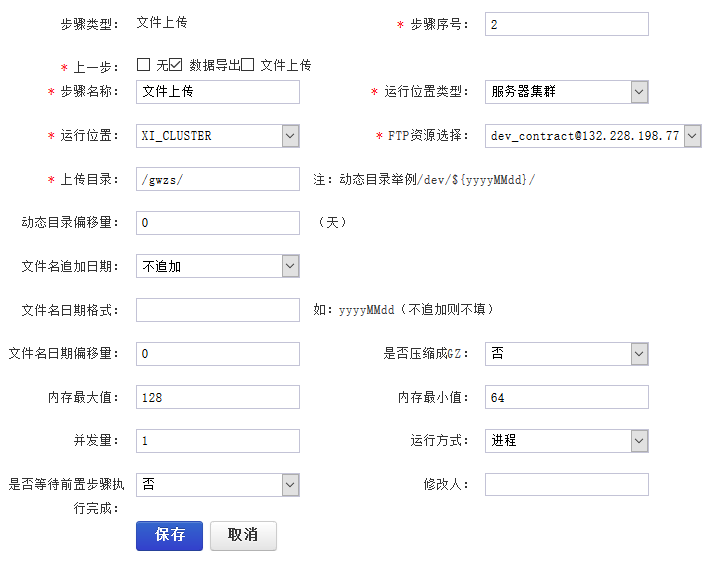 步骤类型： 文件上传 * 步骤序号： 2
* 上一步： 无 数据导出 文件上传
* 步骤名称： 文件上传 * 运行位置类型： 服务器集群
* 运行位置： XI_CLUSTER * FTP资源选择： dev_contract@132.228.198.77
* 上传目录： /gwzs/ 注：动态目录举例/dev/${yyyyMMdd}/
动态目录偏移量： 0 （天）
文件名追加日期： 不追加
文件名日期格式： 如：yyyyMMdd（不追加则不填）
文件名日期偏移量： 0 是否压缩成GZ： 否
内存最大值： 128 内存最小值： 64
并发量： 1 运行方式： 进程
是否等待前置步骤执 否 修改人：
行完成：
保存 取消